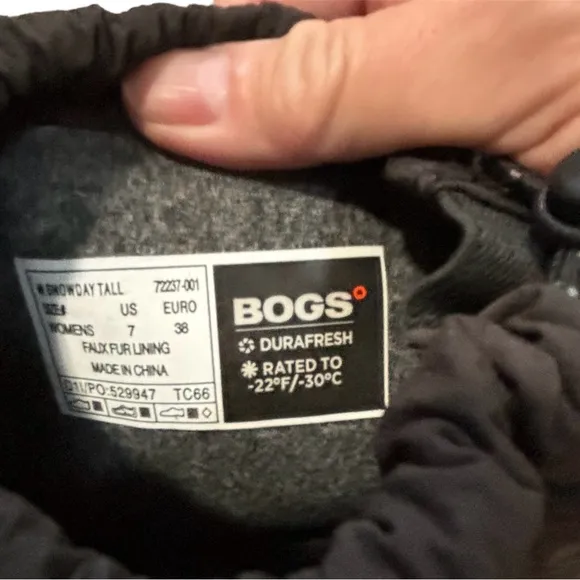 W. SNOWDAY TALL 72237-001
SIZE# US EURO
WOMENS 7 38
FAUX FUR LINING
MADE IN CHINA
D1I/PO:529947 TC66
BOGS
DURAFRESH
RATED TO
-22°F/-30°C